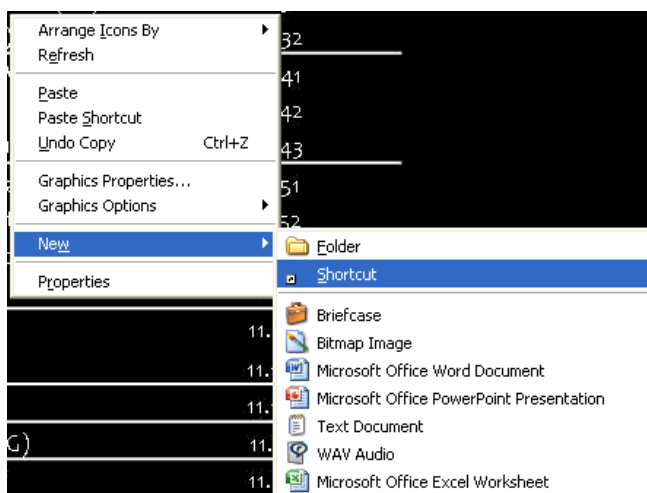 Arrange Icons By
Refresh
Paste
Paste Shortcut
Undo Copy Ctrl+Z
Graphics Properties...
Graphics Options
New
Properties
Folder
Shortcut
Briefcase
Bitmap Image
Microsoft Office Word Document
Microsoft Office PowerPoint Presentation
Text Document
WAV Audio
Microsoft Office Excel Worksheet
32
41
42
43
51
52
11.
11.
11.
G) 11.
11.